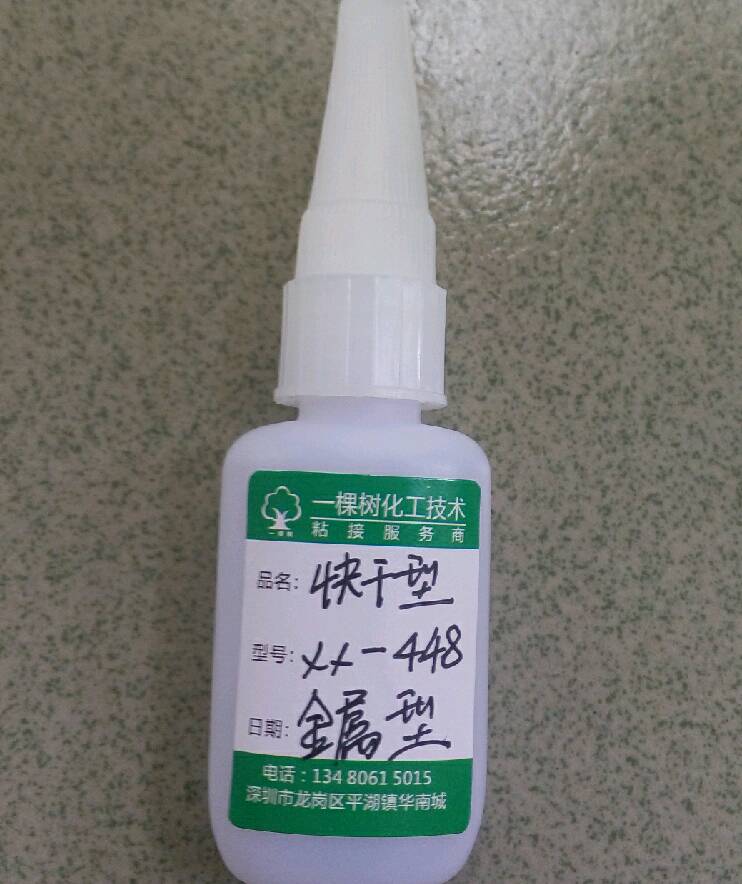 一棵树化工技术
粘接服务商
品名: 快干型
型号: XX-448
日期: 金属型
电话：134 8061 5015
深圳市龙岗区平湖镇华南城